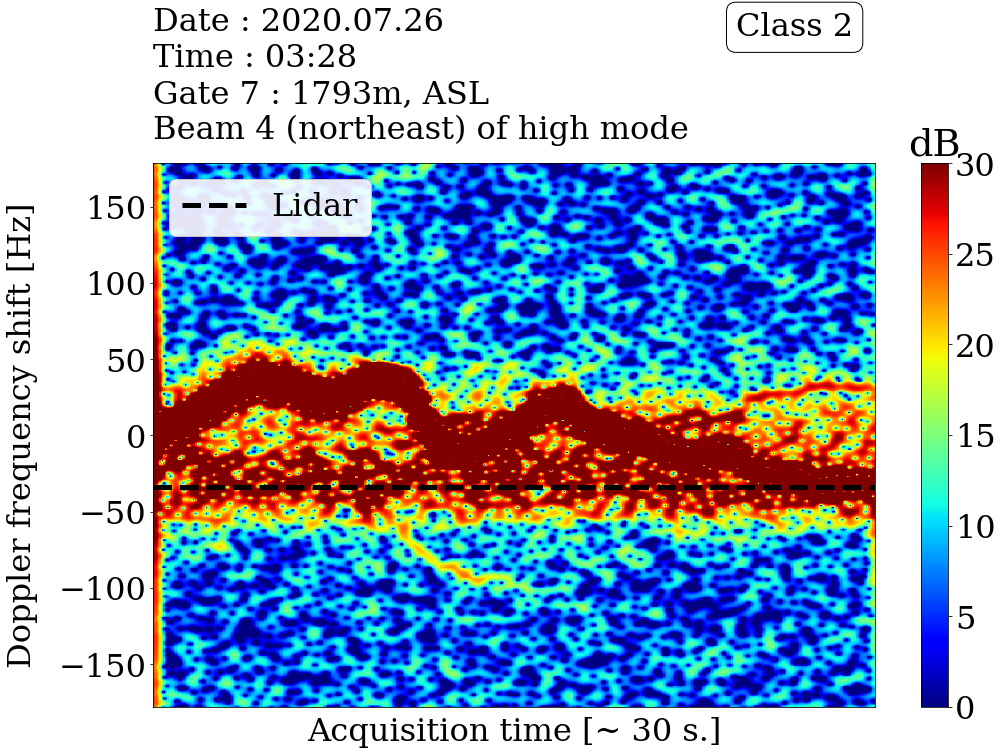 Date : 2020.07.26
Time : 03:28
Gate 7 : 1793m, ASL
Beam 4 (northeast) of high mode
Class 2
dB
Lidar
Doppler frequency shift [Hz]
150
100
50
0
−50
−100
−150
30
25
20
15
10
5
0
Acquisition time [~ 30 s.]